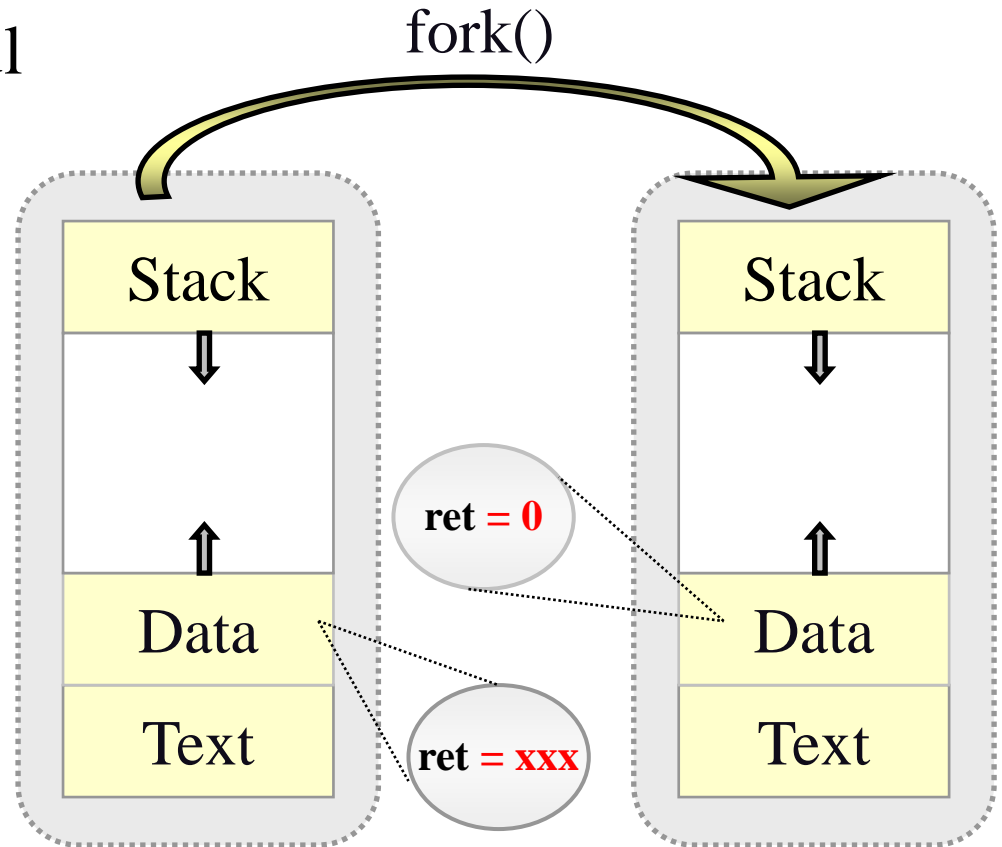 fork()
Stack
Stack
ret = 0
Data
Data
Text
ret = xxx
Text